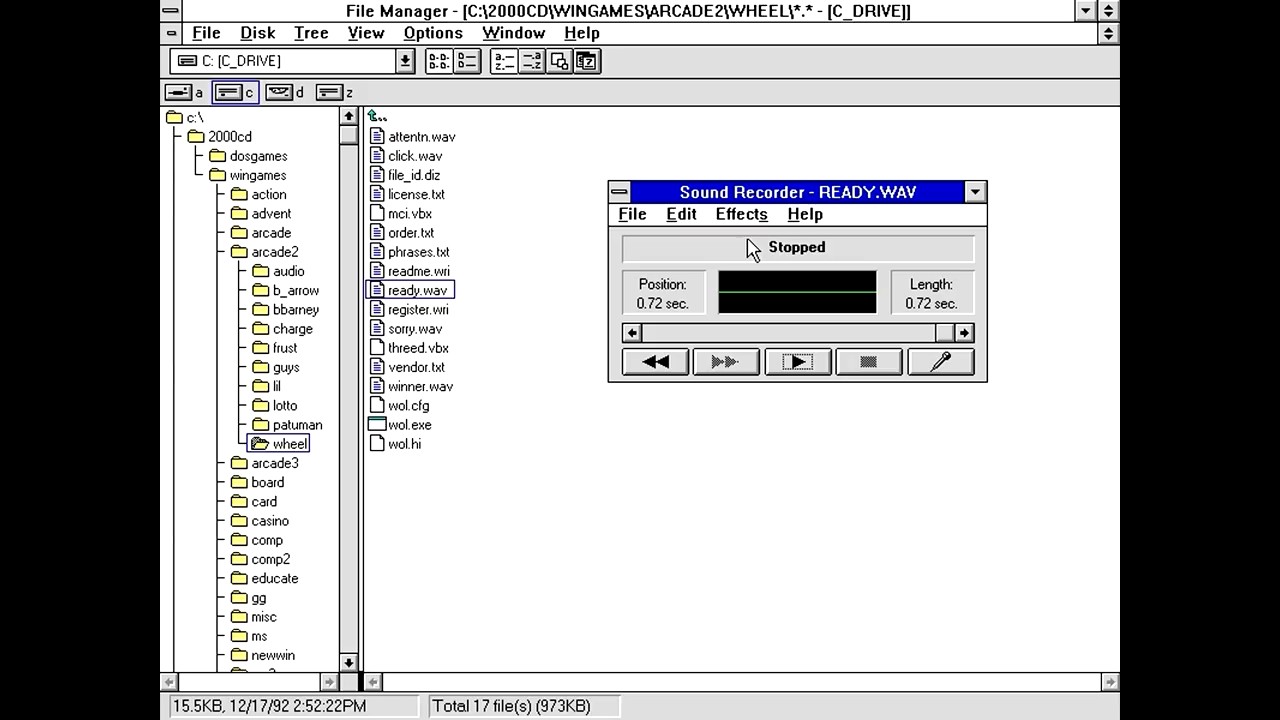 File Manager - [C:\2000CD\WINGAMES\ARCADE2\WHEEL\*.* - [C_DRIVE]]
File Disk Tree View Options Window Help
C: [C_DRIVE]
a c d z
c:\
2000cd
dosgames
wingames
action
advent
arcade
arcade2
audio
b_arrow
bbarney
charge
frust
guys
lil
lotto
patuman
wheel
arcade3
board
card
casino
comp
comp2
educate
gg
misc
ms
newwin
..
attentn.wav
click.wav
file_id.diz
license.txt
mci.vbx
order.txt
phrases.txt
readme.wri
ready.wav
register.wri
sorry.wav
threed.vbx
vendor.txt
winner.wav
wol.cfg
wol.exe
wol.hi
Sound Recorder - READY.WAV
File Edit Effects Help
Stopped
Position:
0.72 sec.
Length:
0.72 sec.
15.5KB, 12/17/92 2:52:22PM
Total 17 file(s) (973KB)